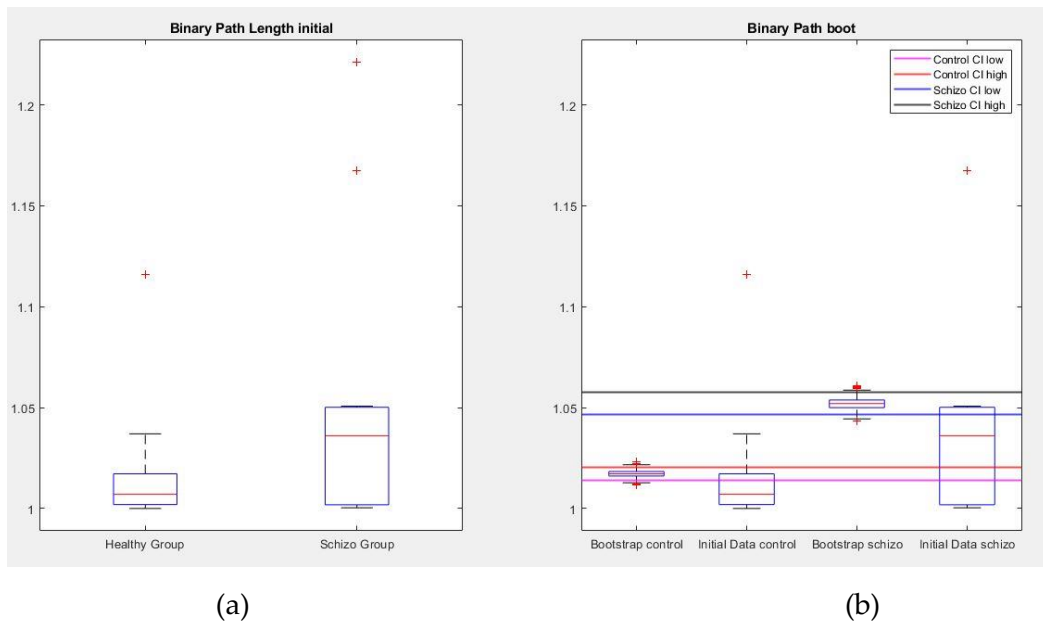 Binary Path Length initial
1.2
1.15
1.1
1.05
1
Healthy Group Schizo Group
Binary Path boot
Control CI low
Control CI high
Schizo CI low
Schizo CI high
1.2
1.15
1.1
1.05
1
Bootstrap control Initial Data control Bootstrap schizo Initial Data schizo
(a) (b)